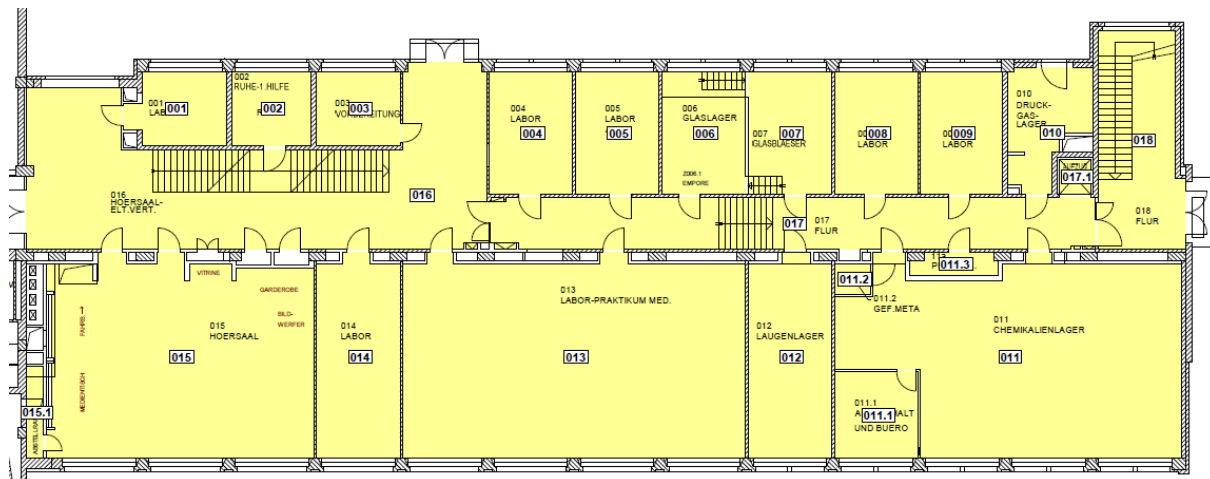 001
001
002
RUHE-1.HILFE
002
003
003
004
LABOR
004
005
LABOR
005
006
GLASLAGER
006
2006.1
EMPORE
007
GLASBLAESER
007
008
LABOR
009
LABOR
010
DRUCK-
GAS-
LAGER
010
017.1
018
018
FLUR
016
HOERSAAL-
ELT.VERT.
016
017
017
FLUR
VITRINE
GARDEROBE
BILD-
WERFER
FAHRB.
MEDIENTISCH
015
HOERSAAL
015
015.1
014
LABOR
014
013
LABOR-PRAKTIKUM MED.
013
012
LAUGENLAGER
012
011.2
011.2
GEF.META
011.3
011
CHEMIKALIENLAGER
011
011.1
011.1
UND BUERO